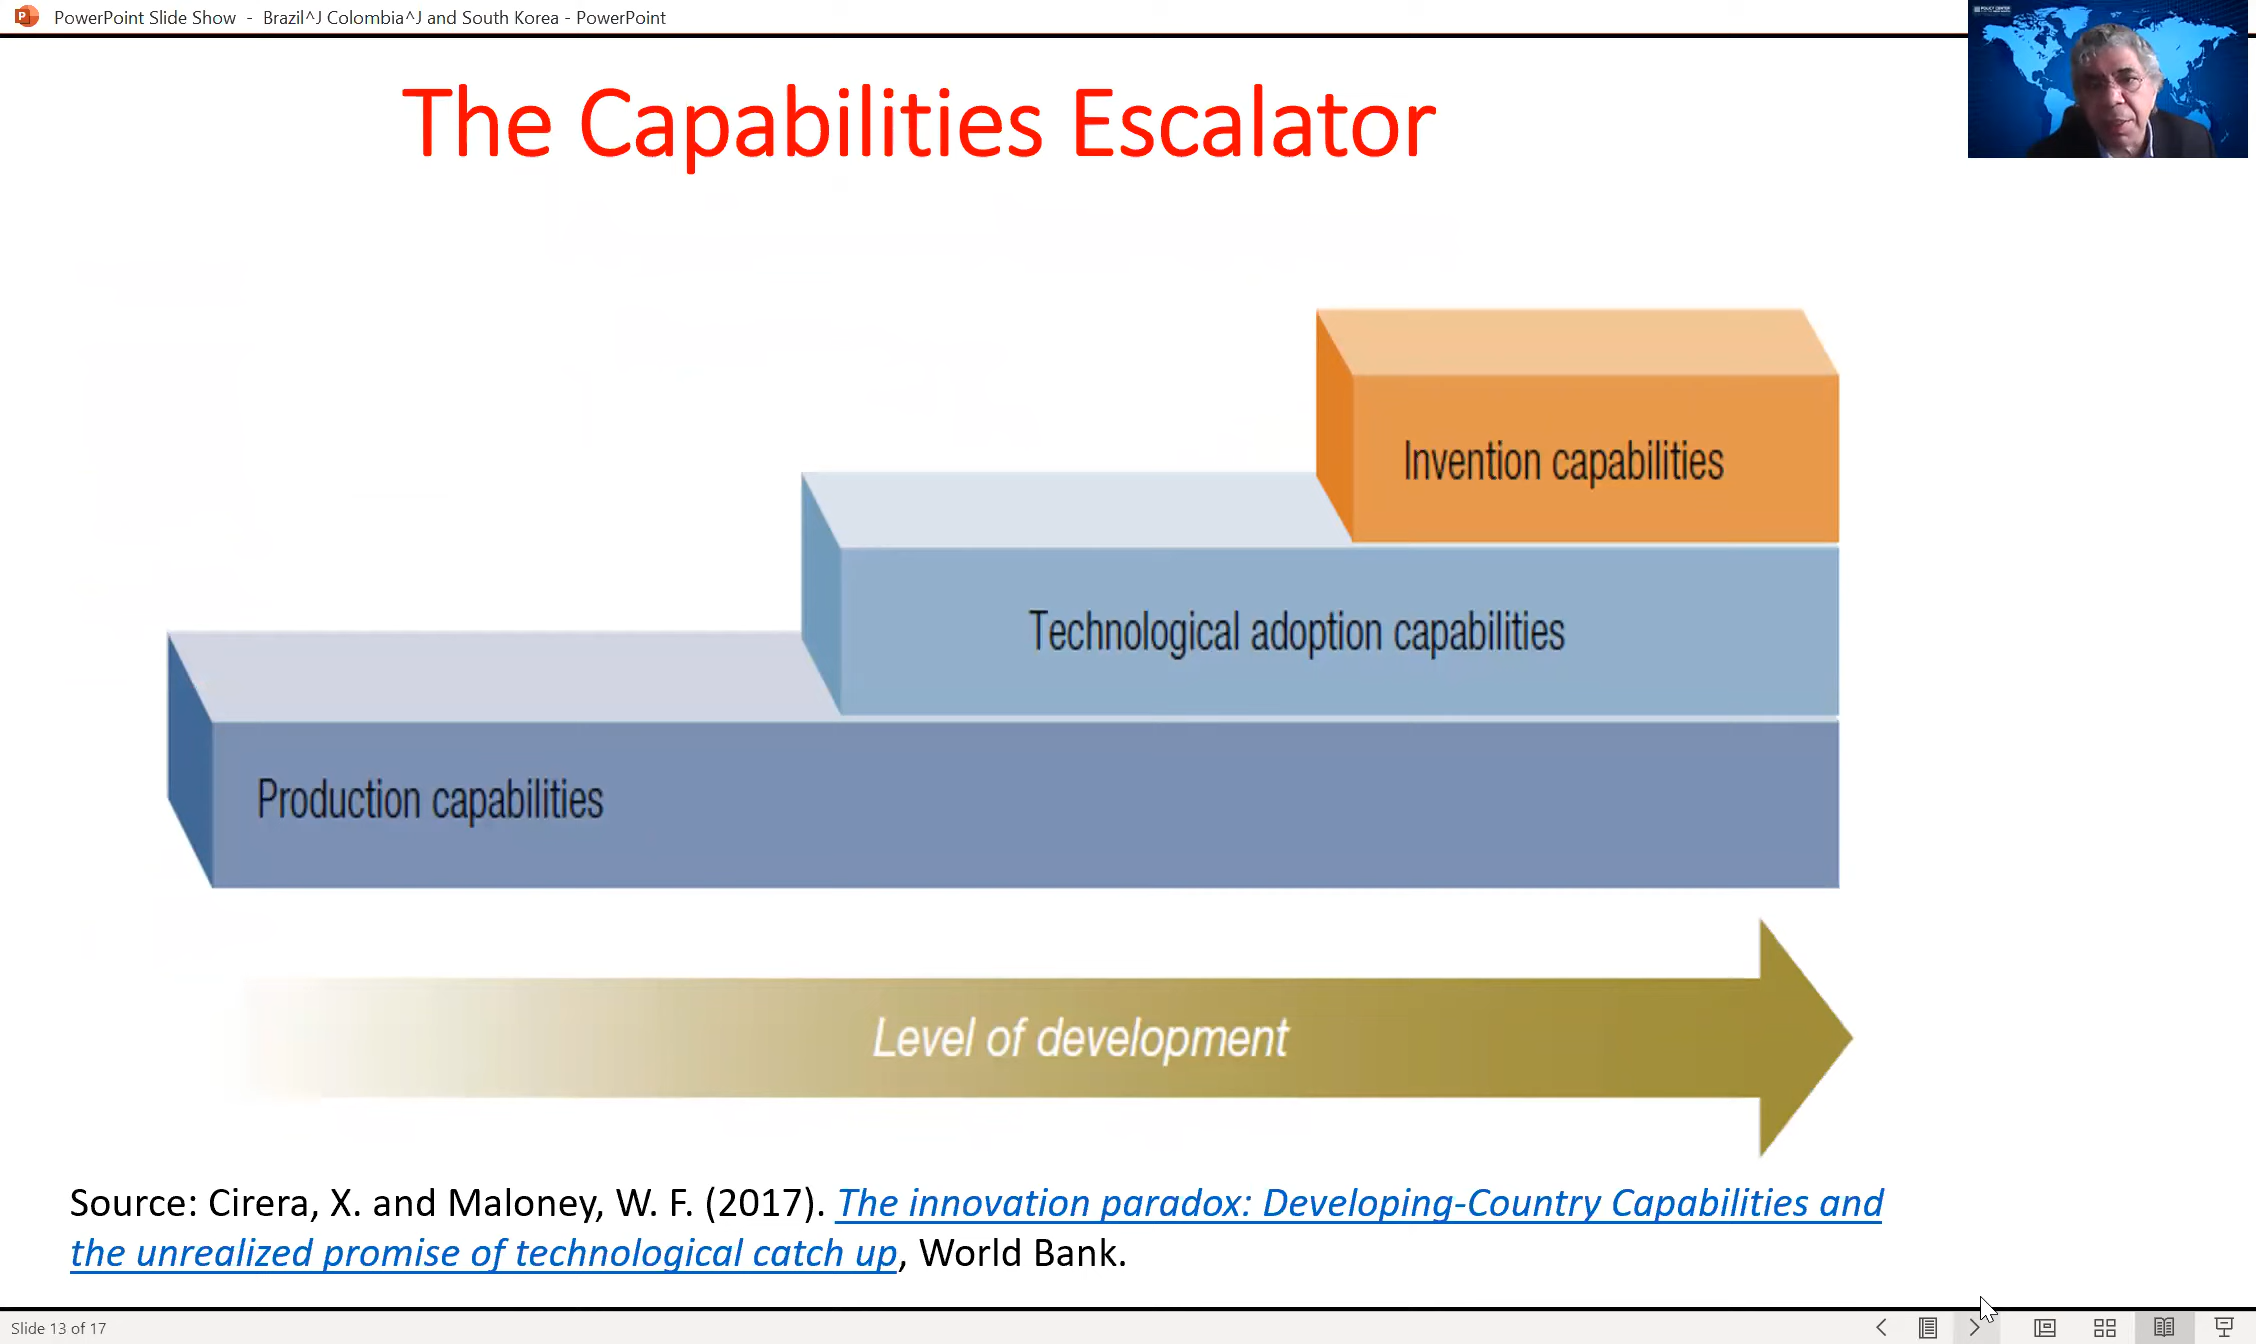 PowerPoint Slide Show - Brazil^J Colombia^J and South Korea - PowerPoint
POLICY CENTER
The Capabilities Escalator
Invention capabilities
Technological adoption capabilities
Production capabilities
Level of development
Source: Cirera, X. and Maloney, W. F. (2017). The innovation paradox: Developing-Country Capabilities and
the unrealized promise of technological catch up, World Bank.
Slide 13 of 17